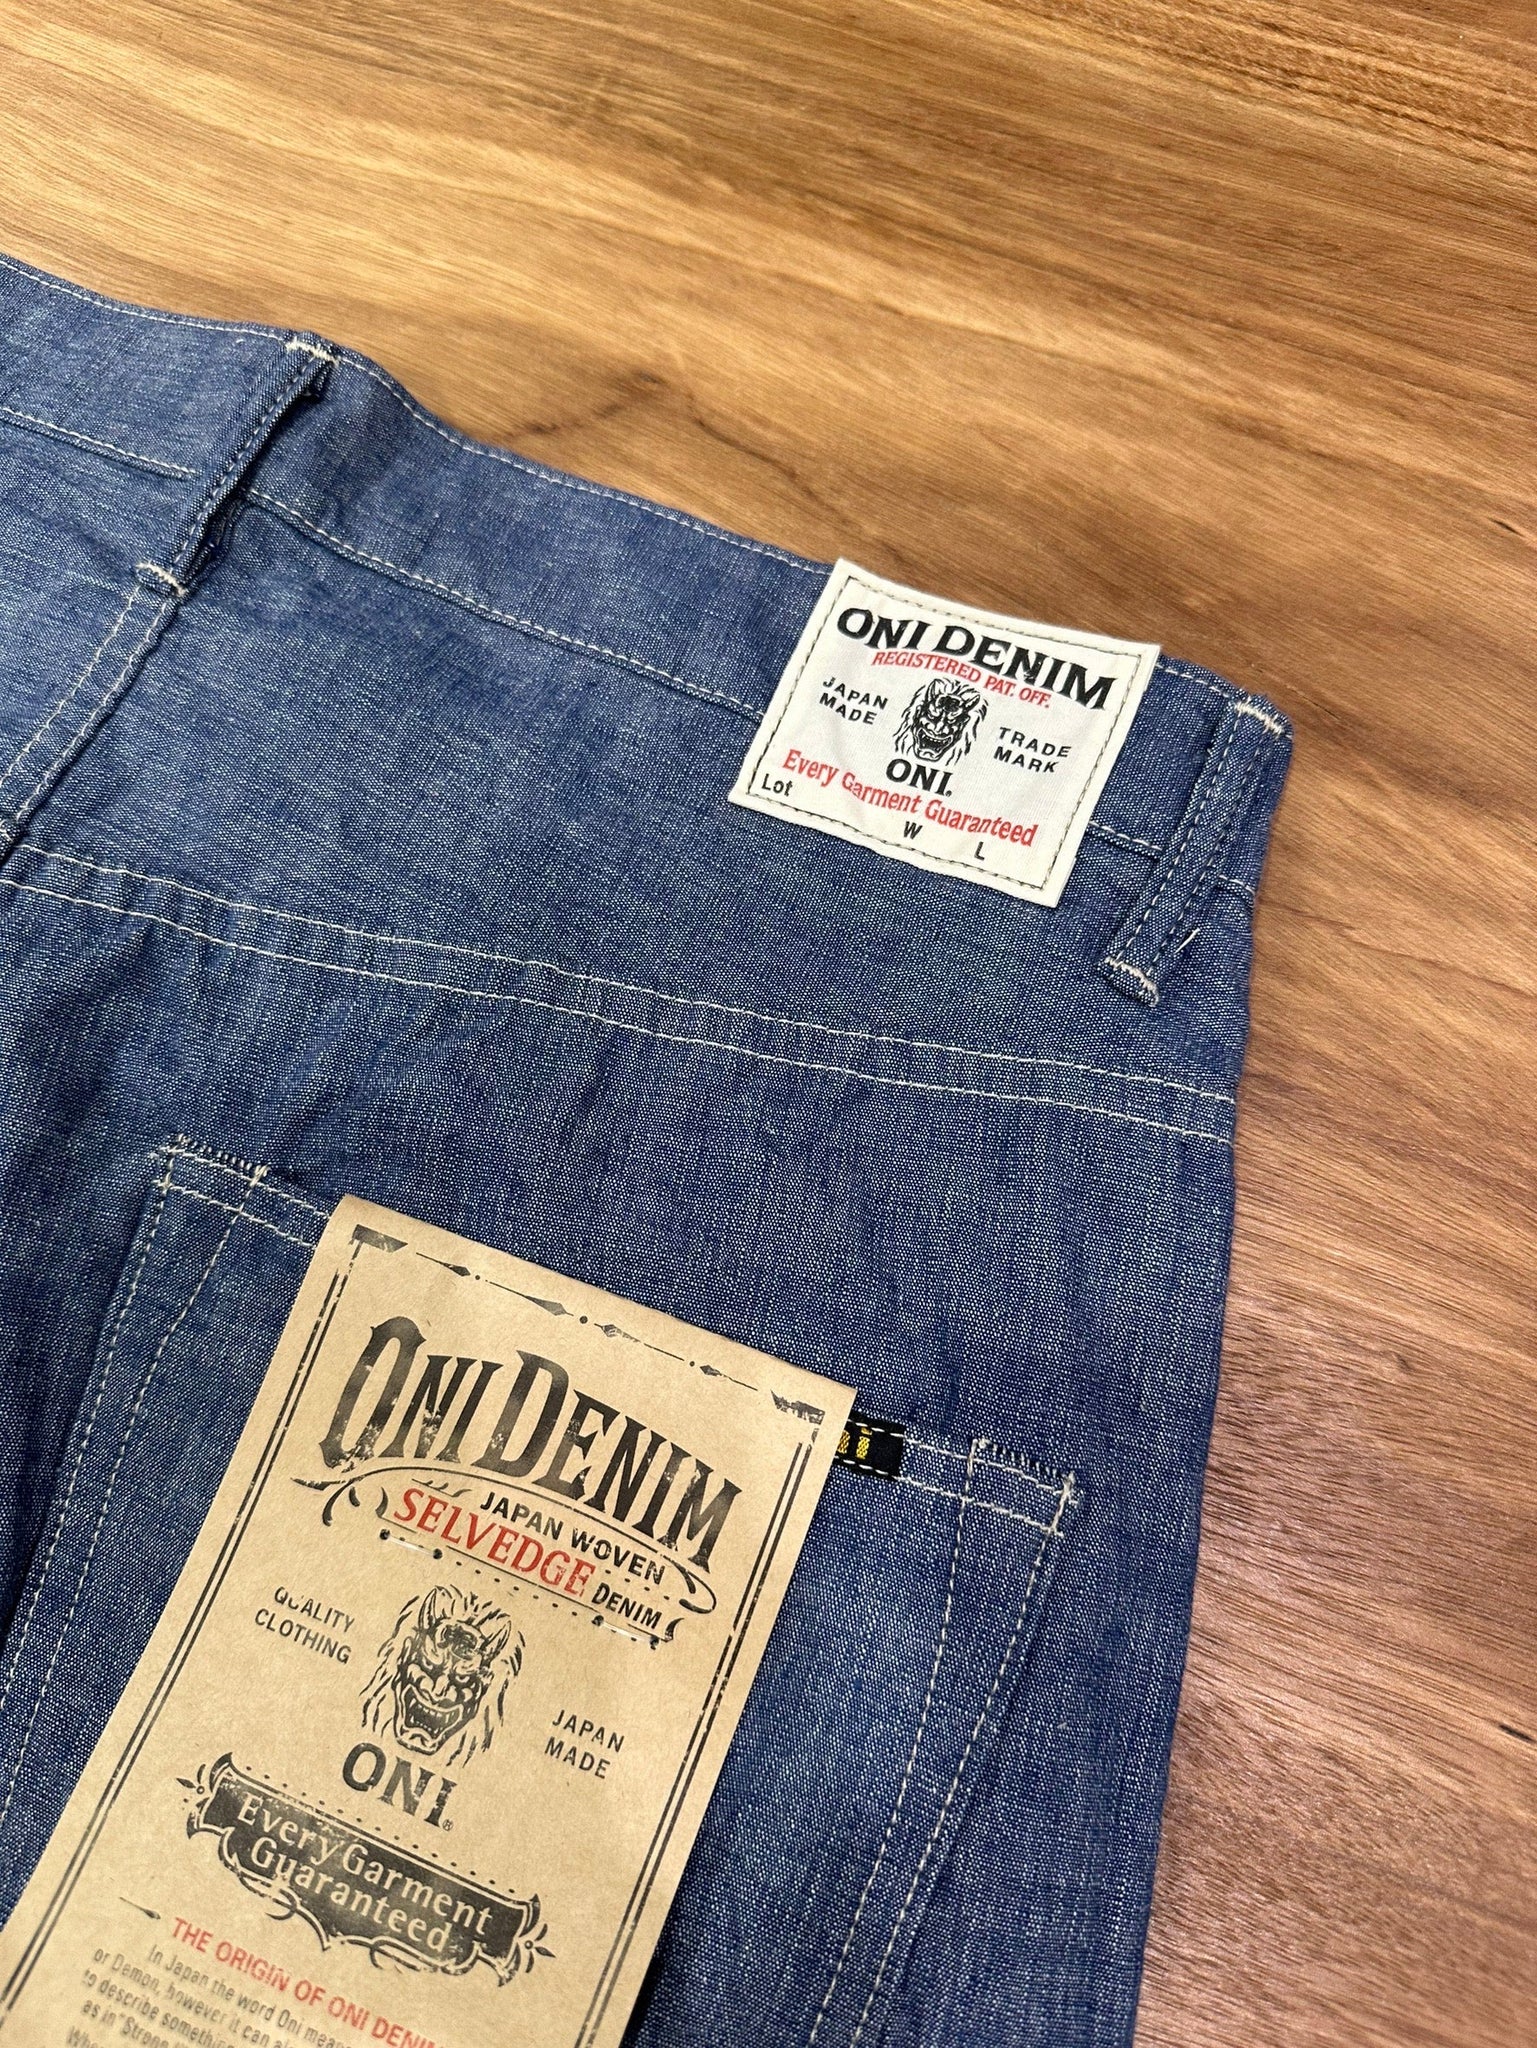 ONI DENIM
REGISTERED PAT. OFF.
JAPAN
MADE
TRADE
MARK
ONI.
Every Garment Guaranteed
Lot
W
L
ONI DENIM
JAPAN WOVEN
SELVEDGE DENIM
QUALITY
CLOTHING
JAPAN
MADE
ONI®
Every Garment
Guaranteed
THE ORIGIN OF ONI DENIM
In Japan the word Oni means
or Demon, however it can
to describe something
as in